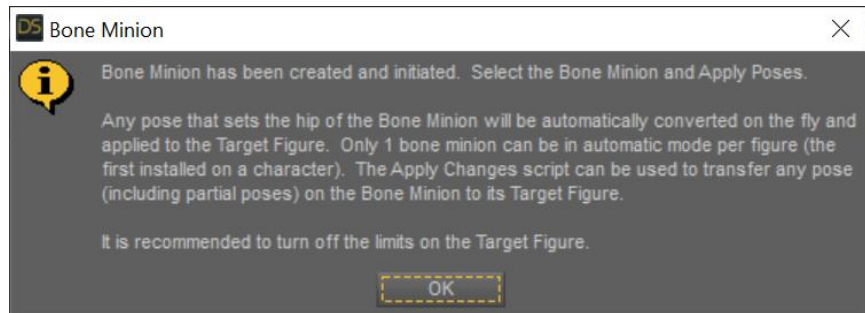 DS Bone Minion
Bone Minion has been created and initiated. Select the Bone Minion and Apply Poses.
Any pose that sets the hip of the Bone Minion will be automatically converted on the fly and
applied to the Target Figure. Only 1 bone minion can be in automatic mode per figure (the
first installed on a character). The Apply Changes script can be used to transfer any pose
(including partial poses) on the Bone Minion to its Target Figure.
It is recommended to turn off the limits on the Target Figure.
OK